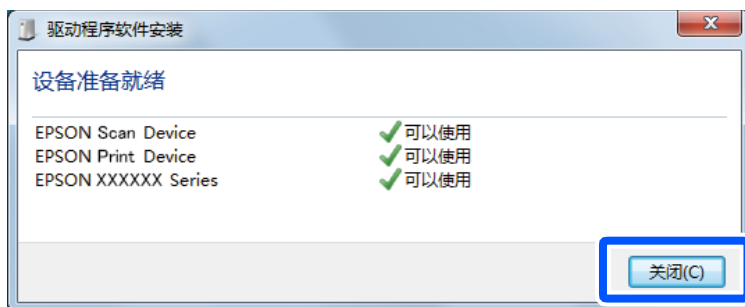 驱动程序软件安装
设备准备就绪
EPSON Scan Device 可以使用
EPSON Print Device 可以使用
EPSON XXXXXX Series 可以使用
关闭(C)